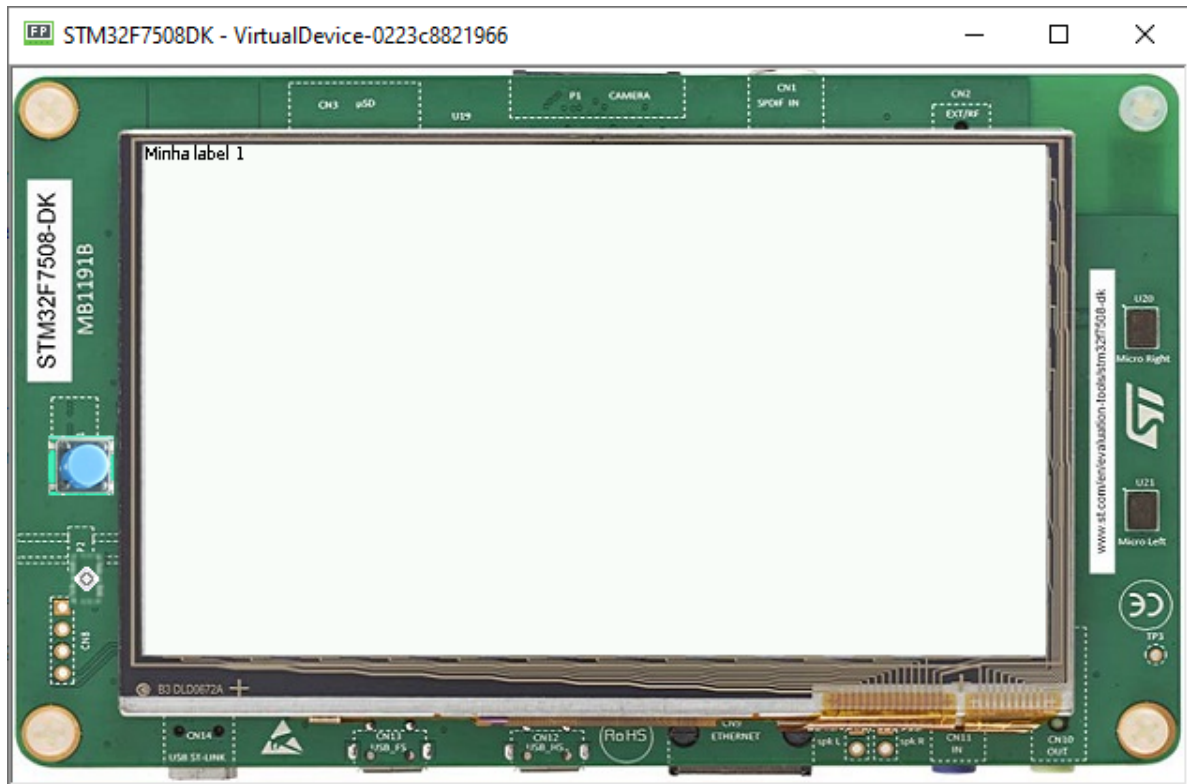 STM32F7508DK - VirtualDevice-0223c8821966
CN3 µSD
U19
P1 CAMERA
CN1
SPDIF IN
CN2
EXT/RF
Minha label 1
STM32F7508-DK
MB1191B
www.st.com/en/evaluation-tools/stm32f7508-dk
U20
Micro Right
U21
Micro Left
TP3
P2
CN8
B3 DLD0672A
CN14
USB ST-LINK
CN13
USB_FS
CN12
USB_HS
RoHS
CN9
ETHERNET
spk L
spk R
CN11
IN
CN10
OUT